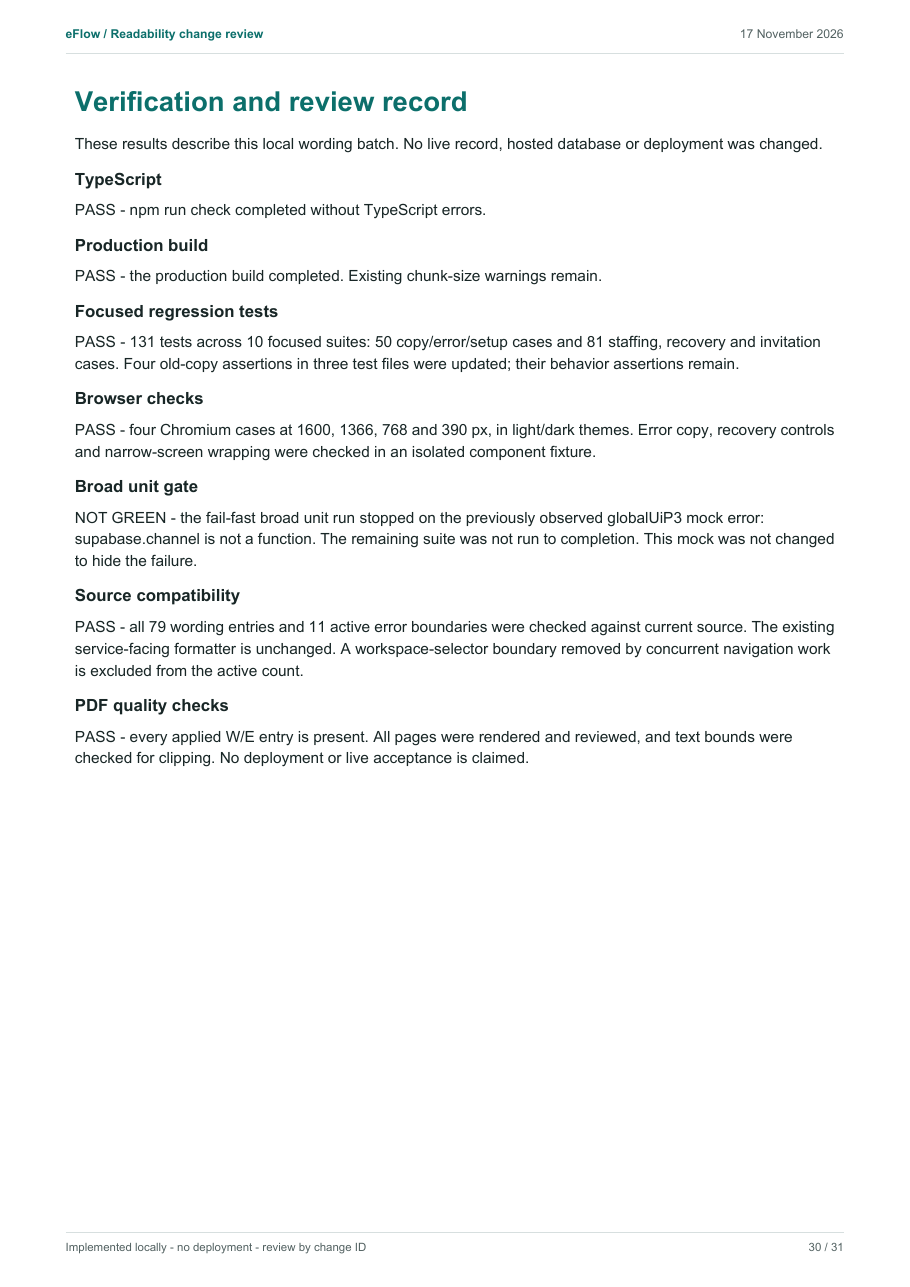 eFlow / Readability change review
17 November 2026
Verification and review record
These results describe this local wording batch. No live record, hosted database or deployment was changed.
TypeScript
PASS - npm run check completed without TypeScript errors.
Production build
PASS - the production build completed. Existing chunk-size warnings remain.
Focused regression tests
PASS - 131 tests across 10 focused suites: 50 copy/error/setup cases and 81 staffing, recovery and invitation
cases. Four old-copy assertions in three test files were updated; their behavior assertions remain.
Browser checks
PASS - four Chromium cases at 1600, 1366, 768 and 390 px, in light/dark themes. Error copy, recovery controls
and narrow-screen wrapping were checked in an isolated component fixture.
Broad unit gate
NOT GREEN - the fail-fast broad unit run stopped on the previously observed globalUiP3 mock error:
supabase.channel is not a function. The remaining suite was not run to completion. This mock was not changed
to hide the failure.
Source compatibility
PASS - all 79 wording entries and 11 active error boundaries were checked against current source. The existing
service-facing formatter is unchanged. A workspace-selector boundary removed by concurrent navigation work
is excluded from the active count.
PDF quality checks
PASS - every applied W/E entry is present. All pages were rendered and reviewed, and text bounds were
checked for clipping. No deployment or live acceptance is claimed.
Implemented locally - no deployment - review by change ID
30 / 31